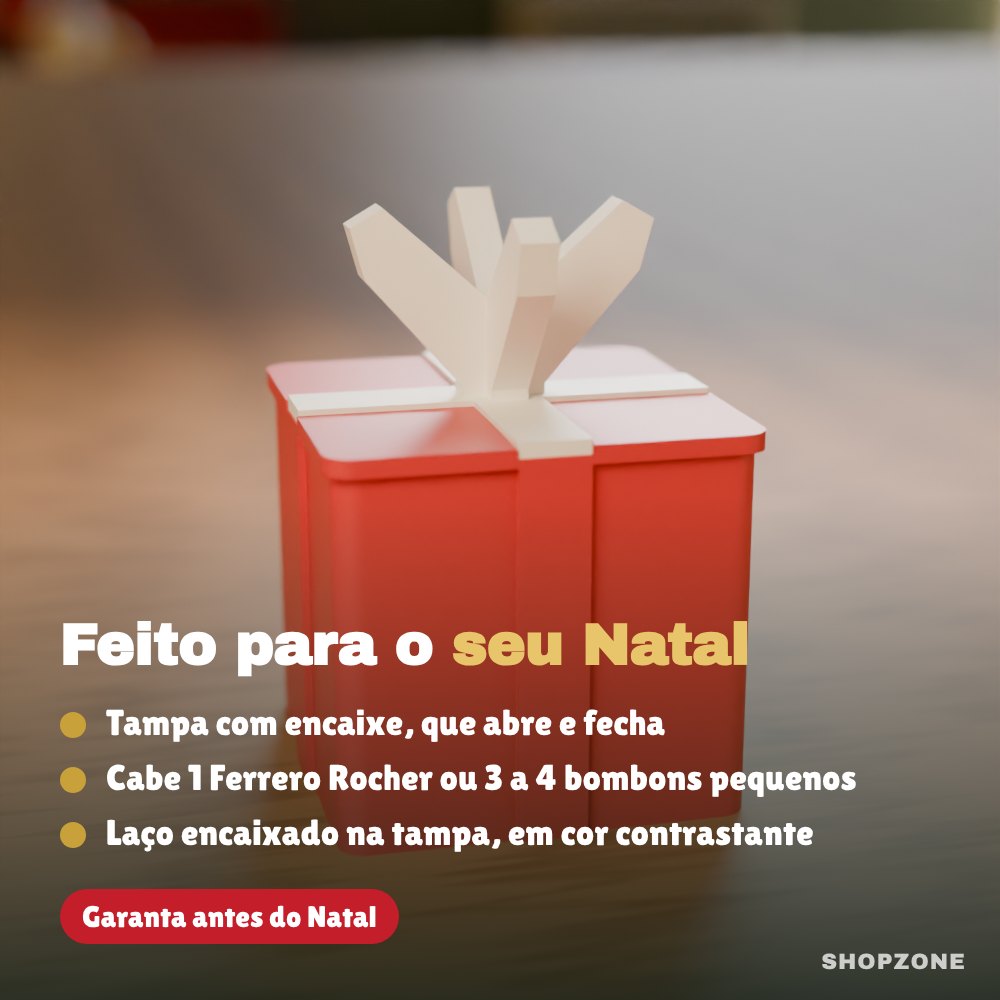 Feito para o seu Natal
Tampa com encaixe, que abre e fecha
Cabe 1 Ferrero Rocher ou 3 a 4 bombons pequenos
Laço encaixado na tampa, em cor contrastante
Garanta antes do Natal
SHOPZONE